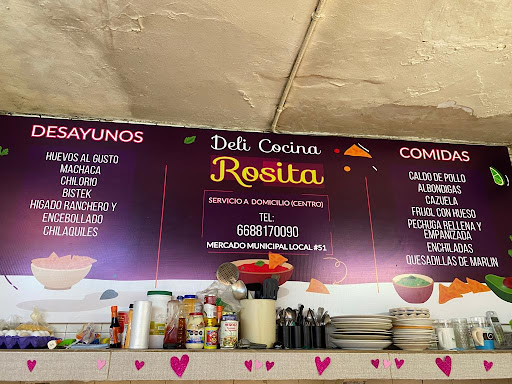 DESAYUNOS
HUEVOS AL GUSTO
MACHACA
CHILORIO
BISTEK
HIGADO RANCHERO Y
ENCEBOLLADO
CHILAQUILES
Deli Cocina
Rosita
SERVICIO A DOMICILIO (CENTRO)
TEL:
6688170090
MERCADO MUNICIPAL LOCAL #51
COMIDAS
CALDO DE POLLO
ALBONDIGAS
CAZUELA
FRIJOL CON HUESO
PECHUGA RELLENA Y
EMPANIZADA
ENCHILADAS
QUESADILLAS DE MARLIN